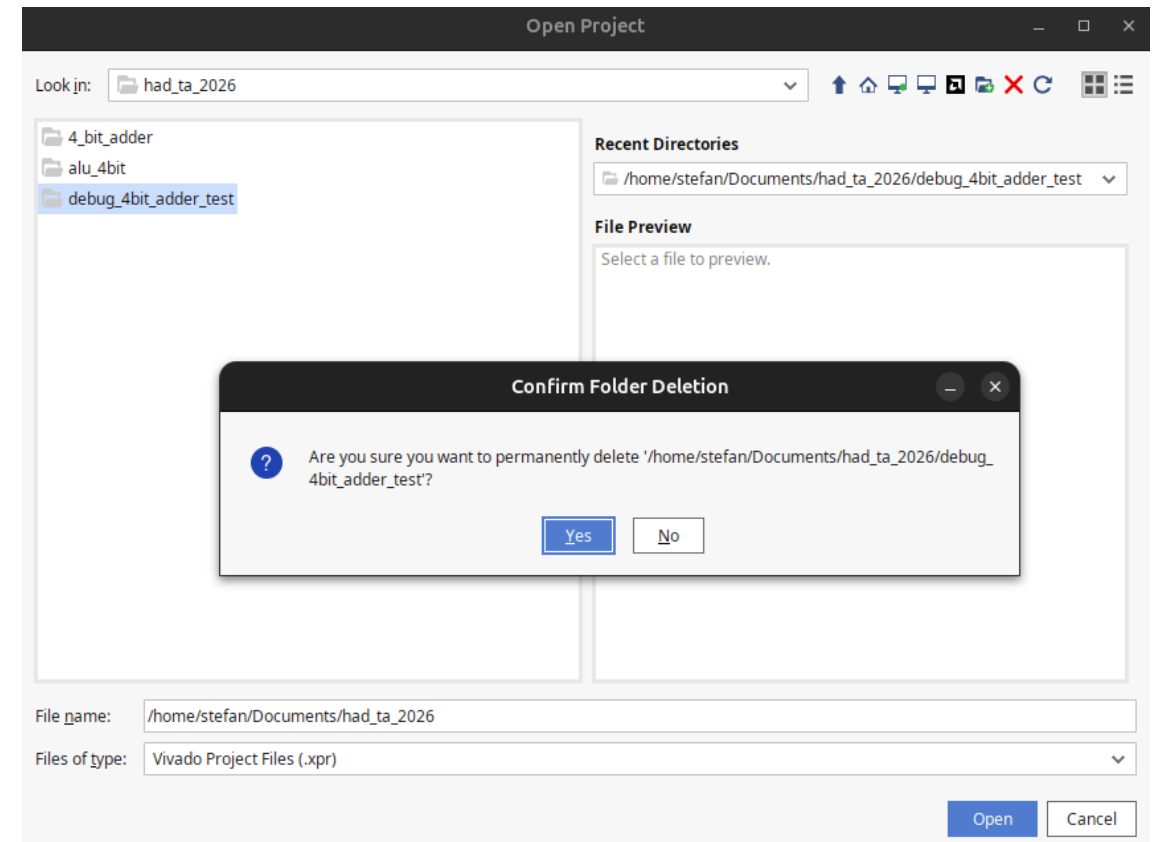 Open Project
Look in: had_ta_2026
4_bit_adder
alu_4bit
debug_4bit_adder_test
Recent Directories
/home/stefan/Documents/had_ta_2026/debug_4bit_adder_test
File Preview
Select a file to preview.
Confirm Folder Deletion
Are you sure you want to permanently delete '/home/stefan/Documents/had_ta_2026/debug_
4bit_adder_test'?
Yes No
File name: /home/stefan/Documents/had_ta_2026
Files of type: Vivado Project Files (.xpr)
Open Cancel